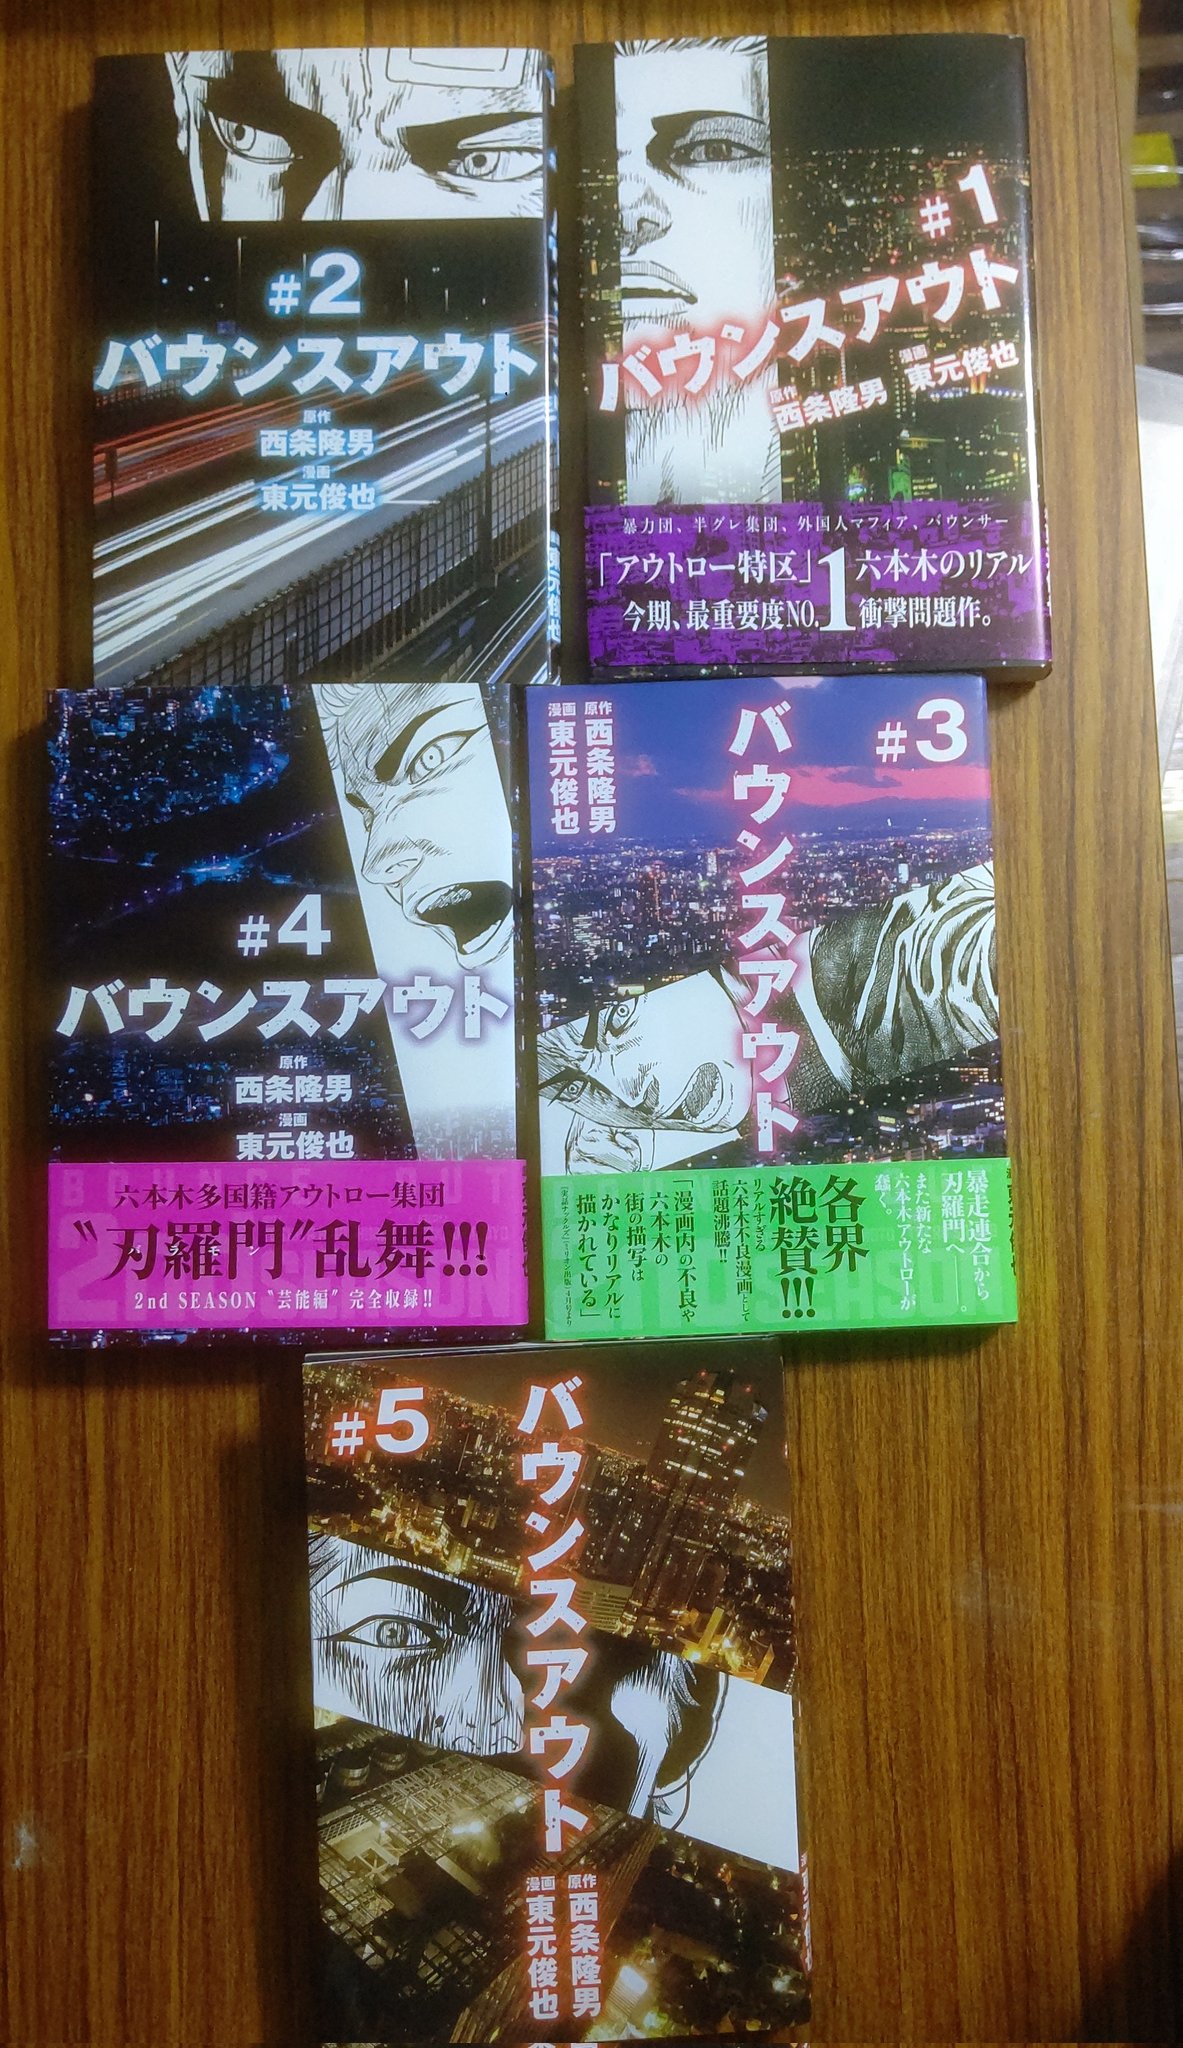 #2
バウンスアウト
原作
西条隆男
漫画
東元俊也
東元俊也
#1
バウンスアウト
原作
西条隆男
漫画
東元俊也
暴力団、半グレ集団、外国人マフィア、バウンサー
「アウトロー特区」六本木のリアル
今期、最重要度NO.1衝撃問題作。
#4
バウンスアウト
原作
西条隆男
漫画
東元俊也
六本木多国籍アウトロー集団
〝刃羅門〟乱舞!!!
バラモン
2nd SEASON〝芸能編〟完全収録!!
#3
バウンスアウト
原作
西条隆男
漫画
東元俊也
暴走連合から
刃羅門へ――。
また新たな
六本木アウトローが
蠢く。
各界
絶賛!!!
リアルすぎる
六本木不良漫画として
話題沸騰!!
「漫画内の不良や
六本木の
街の描写は
かなりリアルに
描かれている」
#5
バウンスアウト
原作
西条隆男
漫画
東元俊也